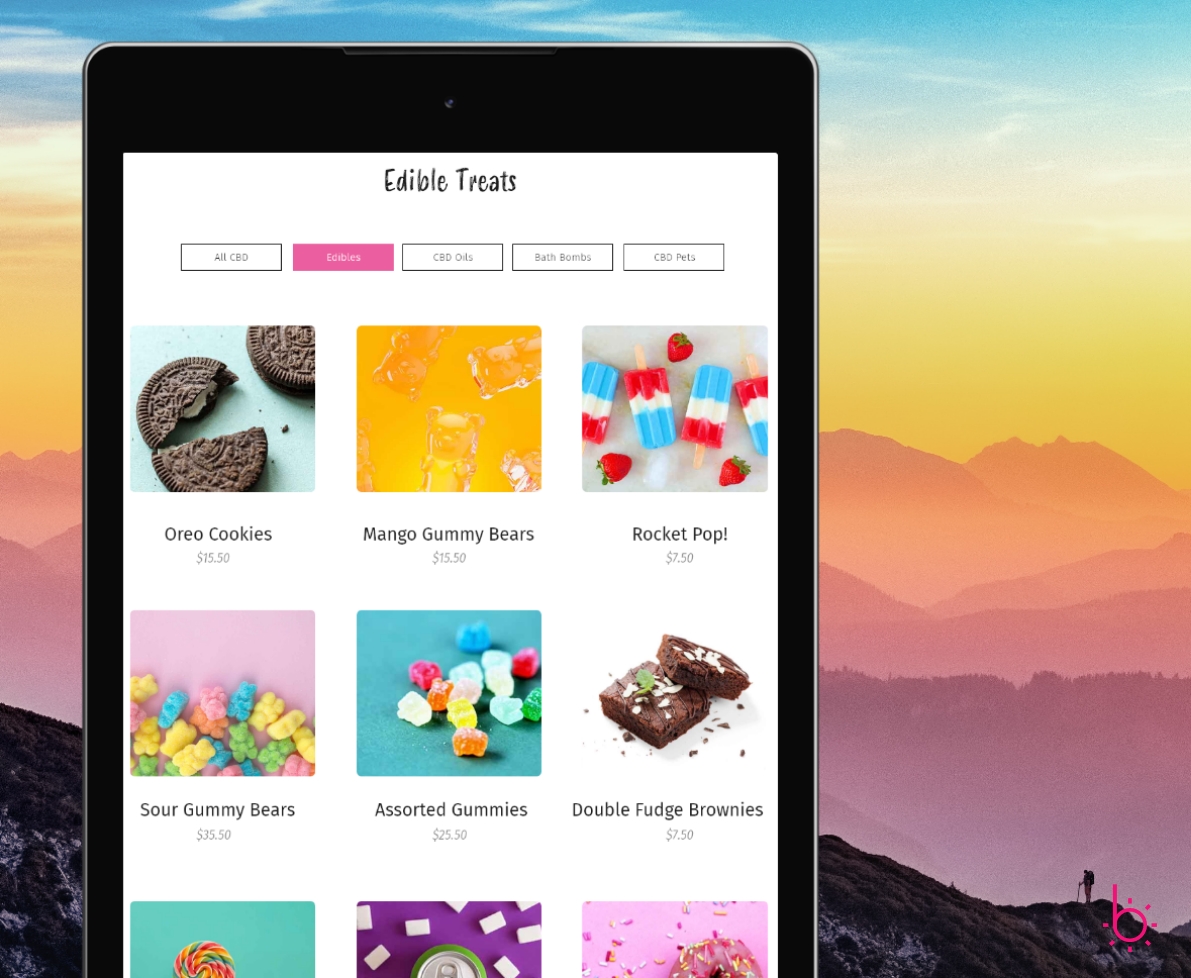 Edible Treats
All CBD Edibles CBD Oils Bath Bombs CBD Pets
Oreo Cookies Mango Gummy Bears Rocket Pop!
$15.50 $15.50 $7.50
Sour Gummy Bears Assorted Gummies Double Fudge Brownies
$35.50 $25.50 $7.50
b